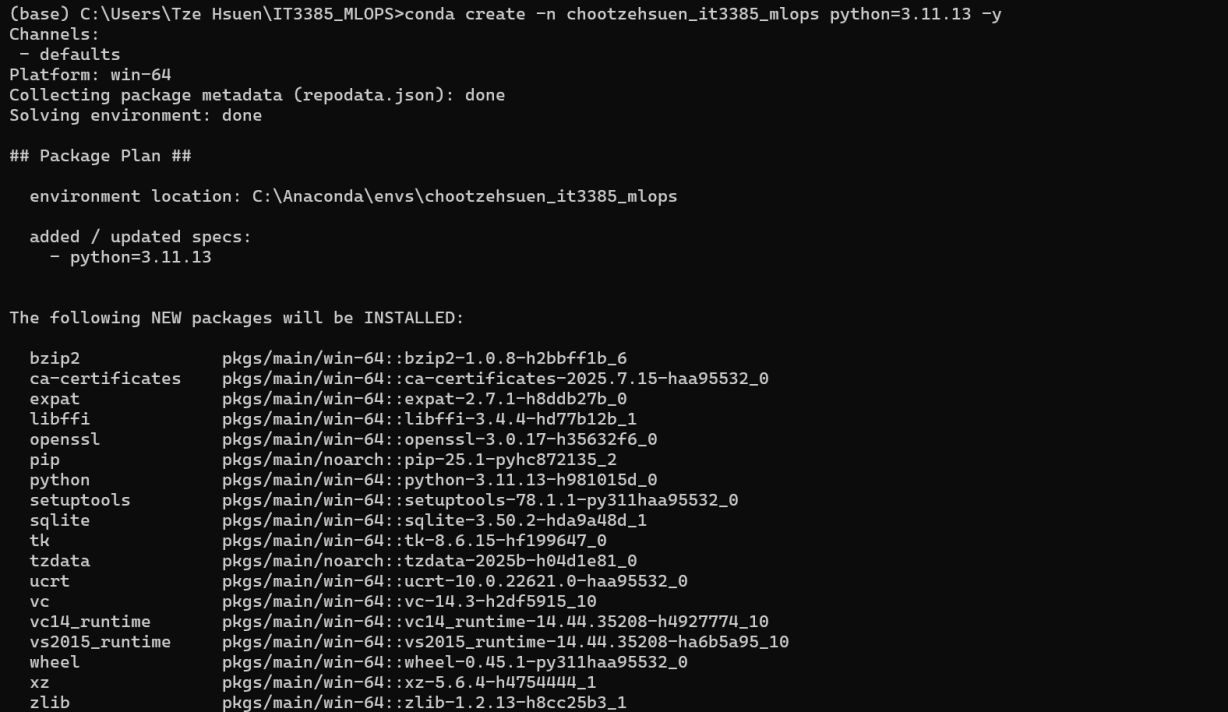 (base) C:\Users\Tze Hsuen\IT3385_MLOPS>conda create -n chootzehsuen_it3385_mlops python=3.11.13 -y
Channels:
 - defaults
Platform: win-64
Collecting package metadata (repodata.json): done
Solving environment: done

## Package Plan ##

  environment location: C:\Anaconda\envs\chootzehsuen_it3385_mlops

  added / updated specs:
    - python=3.11.13


The following NEW packages will be INSTALLED:

  bzip2              pkgs/main/win-64::bzip2-1.0.8-h2bbff1b_6
  ca-certificates    pkgs/main/win-64::ca-certificates-2025.7.15-haa95532_0
  expat              pkgs/main/win-64::expat-2.7.1-h8ddb27b_0
  libffi             pkgs/main/win-64::libffi-3.4.4-hd77b12b_1
  openssl            pkgs/main/win-64::openssl-3.0.17-h35632f6_0
  pip                pkgs/main/noarch::pip-25.1-pyhc872135_2
  python             pkgs/main/win-64::python-3.11.13-h981015d_0
  setuptools         pkgs/main/win-64::setuptools-78.1.1-py311haa95532_0
  sqlite             pkgs/main/win-64::sqlite-3.50.2-hda9a48d_1
  tk                 pkgs/main/win-64::tk-8.6.15-hf199647_0
  tzdata             pkgs/main/noarch::tzdata-2025b-h04d1e81_0
  ucrt               pkgs/main/win-64::ucrt-10.0.22621.0-haa95532_0
  vc                 pkgs/main/win-64::vc-14.3-h2df5915_10
  vc14_runtime       pkgs/main/win-64::vc14_runtime-14.44.35208-h4927774_10
  vs2015_runtime     pkgs/main/win-64::vs2015_runtime-14.44.35208-ha6b5a95_10
  wheel              pkgs/main/win-64::wheel-0.45.1-py311haa95532_0
  xz                 pkgs/main/win-64::xz-5.6.4-h4754444_1
  zlib               pkgs/main/win-64::zlib-1.2.13-h8cc25b3_1